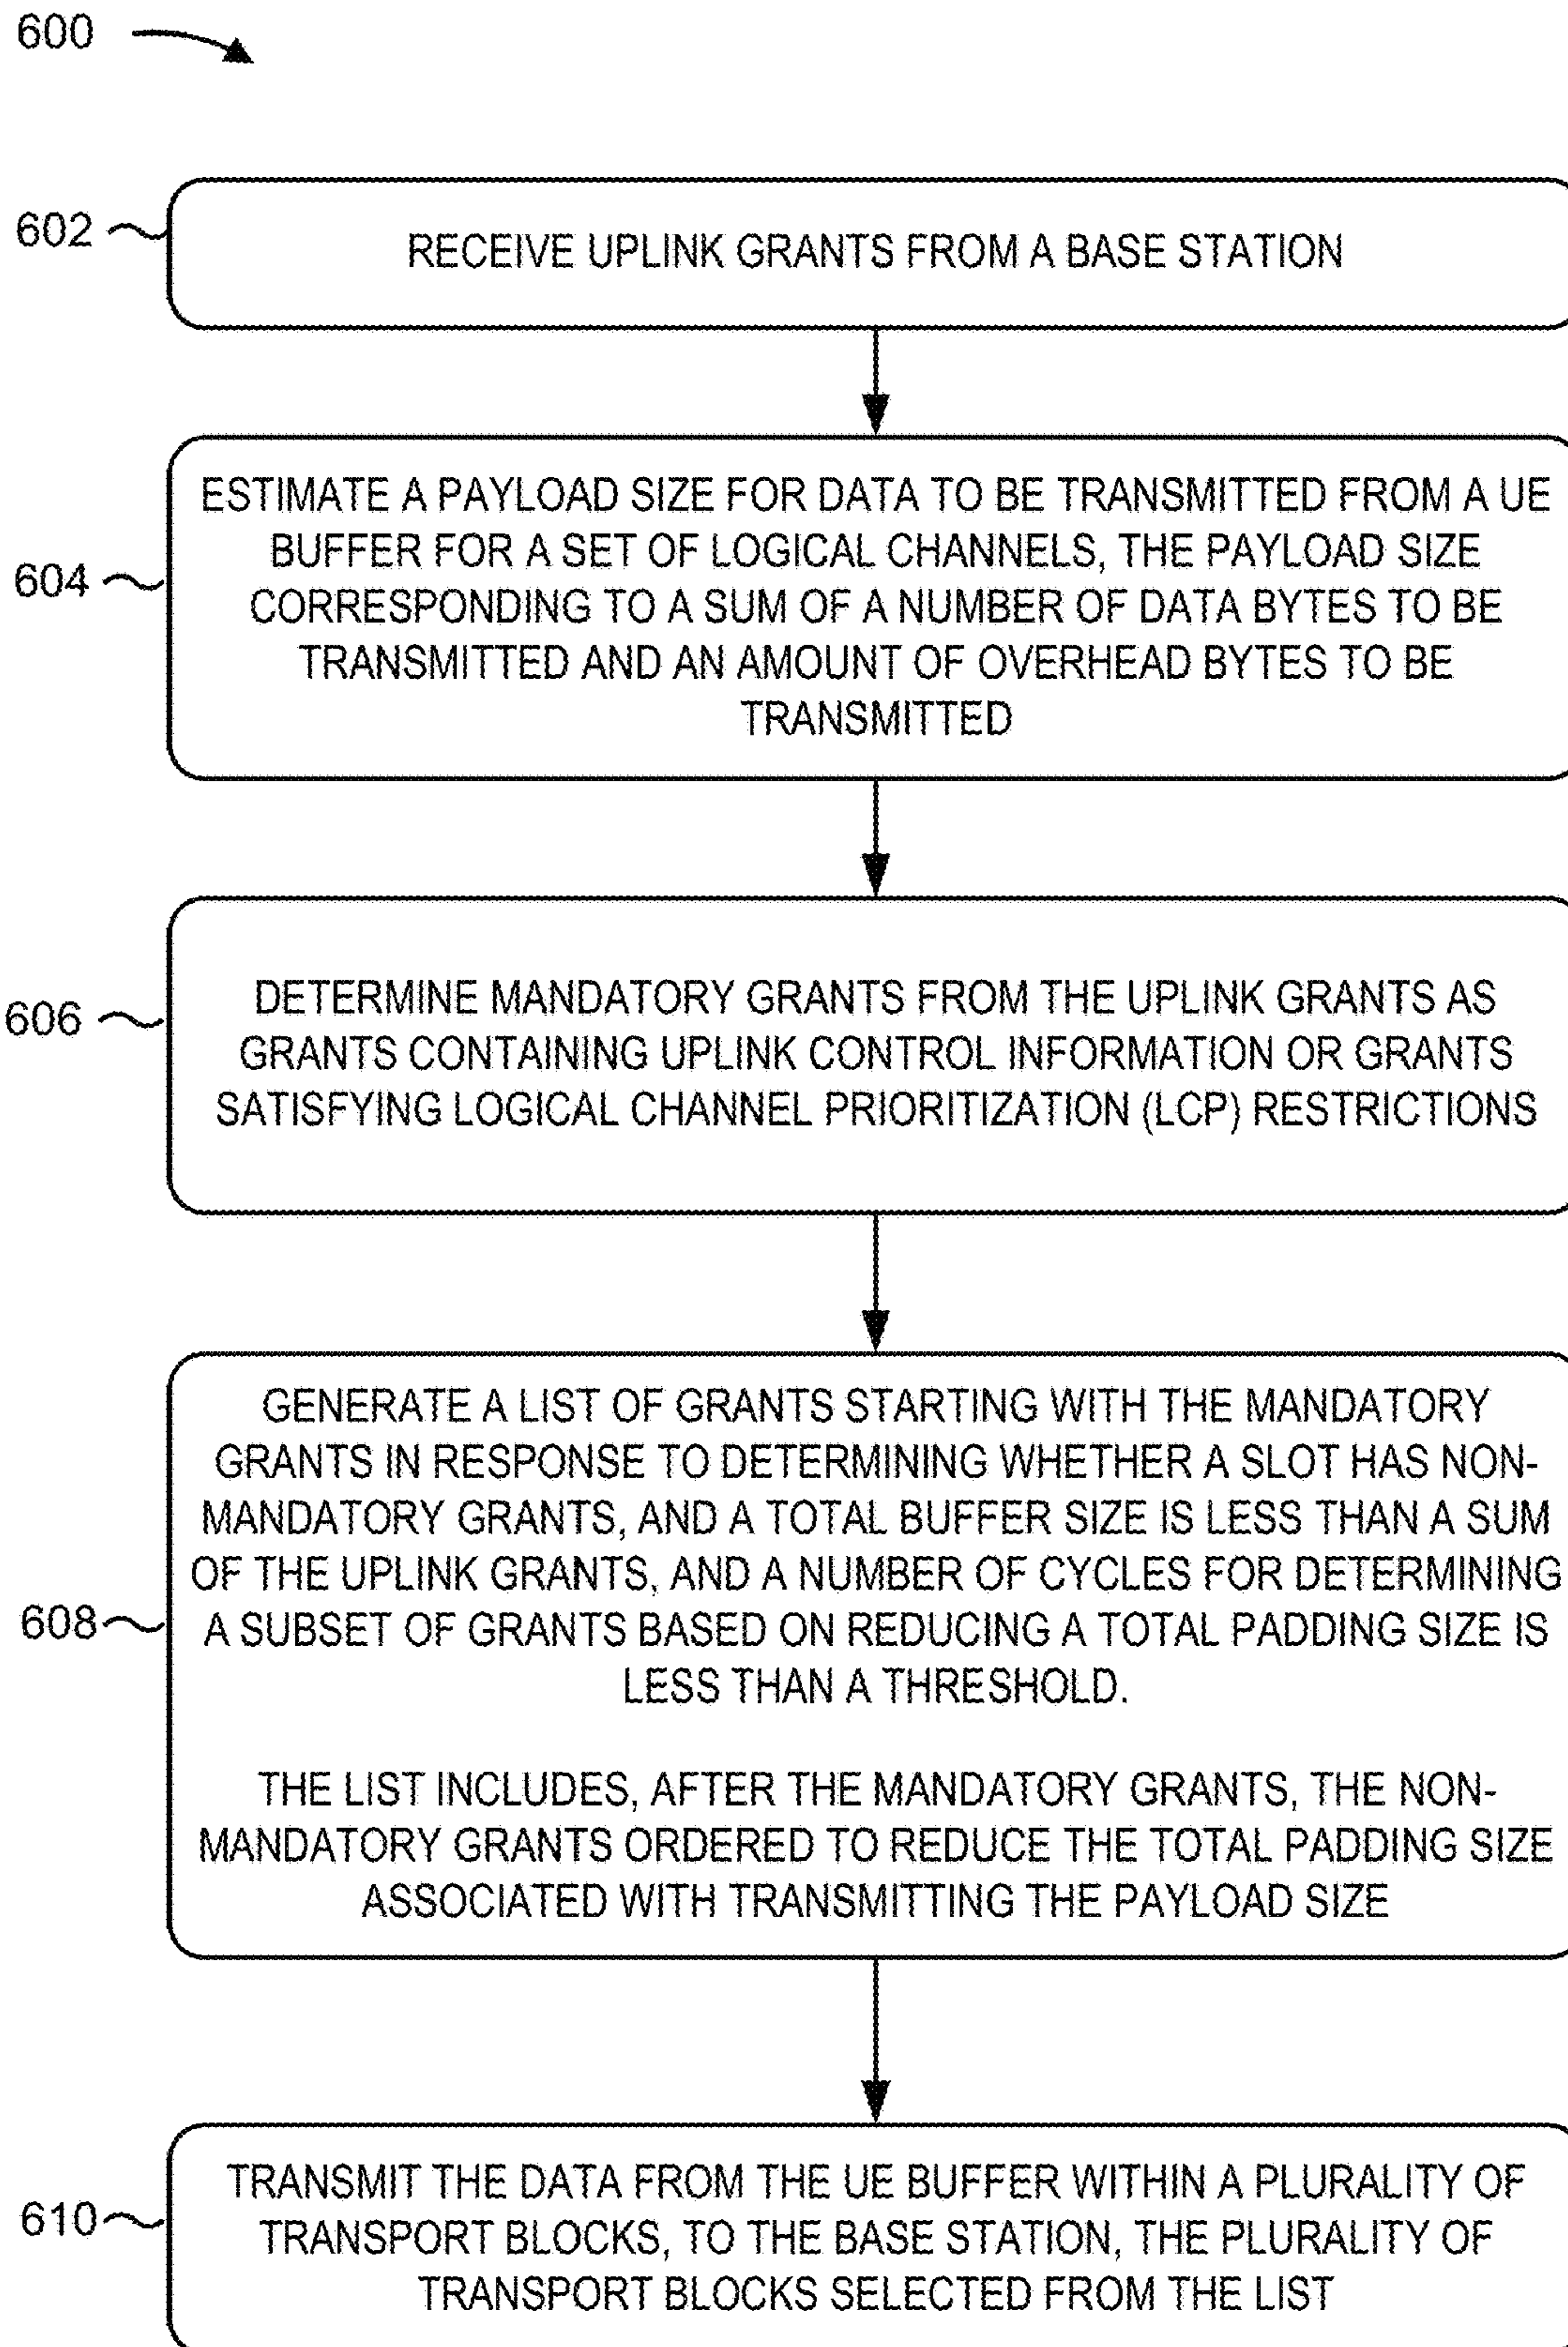 600
602
RECEIVE UPLINK GRANTS FROM A BASE STATION
604
ESTIMATE A PAYLOAD SIZE FOR DATA TO BE TRANSMITTED FROM A UE
BUFFER FOR A SET OF LOGICAL CHANNELS, THE PAYLOAD SIZE
CORRESPONDING TO A SUM OF A NUMBER OF DATA BYTES TO BE
TRANSMITTED AND AN AMOUNT OF OVERHEAD BYTES TO BE
TRANSMITTED
606
DETERMINE MANDATORY GRANTS FROM THE UPLINK GRANTS AS
GRANTS CONTAINING UPLINK CONTROL INFORMATION OR GRANTS
SATISFYING LOGICAL CHANNEL PRIORITIZATION (LCP) RESTRICTIONS
608
GENERATE A LIST OF GRANTS STARTING WITH THE MANDATORY
GRANTS IN RESPONSE TO DETERMINING WHETHER A SLOT HAS NON-
MANDATORY GRANTS, AND A TOTAL BUFFER SIZE IS LESS THAN A SUM
OF THE UPLINK GRANTS, AND A NUMBER OF CYCLES FOR DETERMINING
A SUBSET OF GRANTS BASED ON REDUCING A TOTAL PADDING SIZE IS
LESS THAN A THRESHOLD.
THE LIST INCLUDES, AFTER THE MANDATORY GRANTS, THE NON-
MANDATORY GRANTS ORDERED TO REDUCE THE TOTAL PADDING SIZE
ASSOCIATED WITH TRANSMITTING THE PAYLOAD SIZE
610
TRANSMIT THE DATA FROM THE UE BUFFER WITHIN A PLURALITY OF
TRANSPORT BLOCKS, TO THE BASE STATION, THE PLURALITY OF
TRANSPORT BLOCKS SELECTED FROM THE LIST